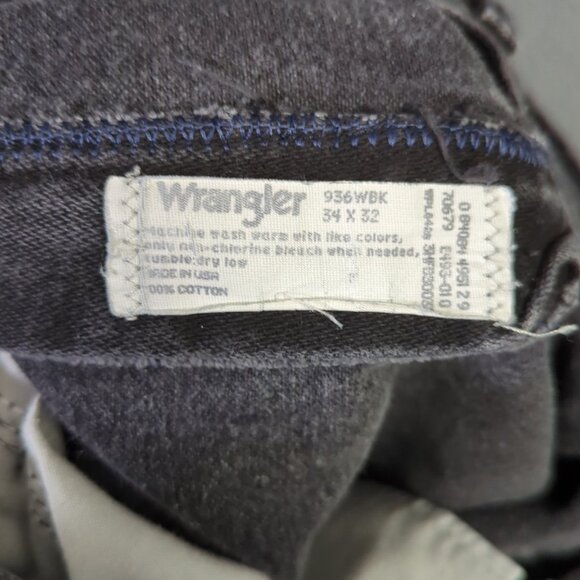 Wrangler
936WBK
34 X 32
Machine wash warm with like colors,
only non-chlorine bleach when needed,
tumble dry low
MADE IN USA
100% COTTON
70679